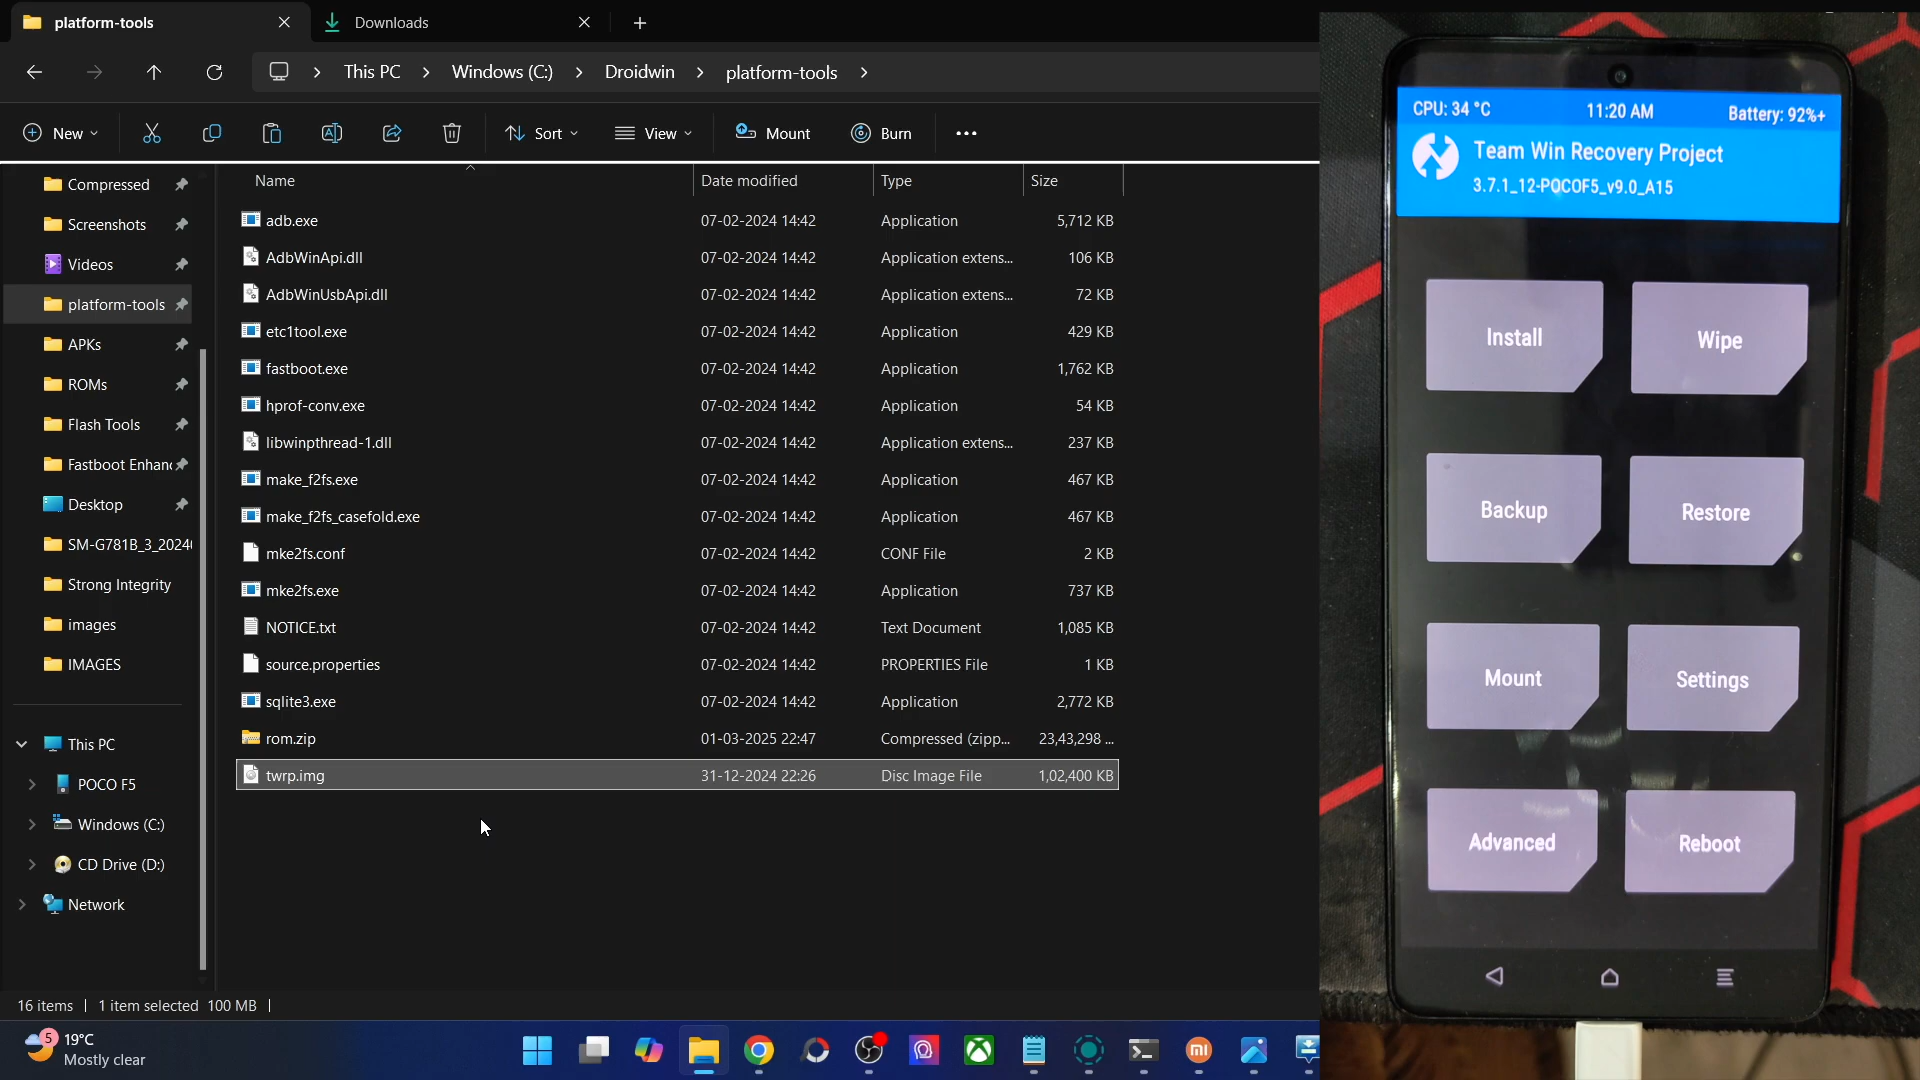 platform-tools
Downloads
This PC
Windows (C:)
Droidwin
platform-tools
New
Sort
View
Mount
Burn
Compressed
Screenshots
Videos
platform-tools
APKs
ROMs
Flash Tools
Fastboot Enhanc
Desktop
SM-G781B_3_2024
Strong Integrity
images
IMAGES
This PC
POCO F5
Windows (C:)
CD Drive (D:)
Network
Name Date modified Type Size
adb.exe 07-02-2024 14:42 Application 5,712 KB
AdbWinApi.dll 07-02-2024 14:42 Application extens... 106 KB
AdbWinUsbApi.dll 07-02-2024 14:42 Application extens... 72 KB
etc1tool.exe 07-02-2024 14:42 Application 429 KB
fastboot.exe 07-02-2024 14:42 Application 1,762 KB
hprof-conv.exe 07-02-2024 14:42 Application 54 KB
libwinpthread-1.dll 07-02-2024 14:42 Application extens... 237 KB
make_f2fs.exe 07-02-2024 14:42 Application 467 KB
make_f2fs_casefold.exe 07-02-2024 14:42 Application 467 KB
mke2fs.conf 07-02-2024 14:42 CONF File 2 KB
mke2fs.exe 07-02-2024 14:42 Application 737 KB
NOTICE.txt 07-02-2024 14:42 Text Document 1,085 KB
source.properties 07-02-2024 14:42 PROPERTIES File 1 KB
sqlite3.exe 07-02-2024 14:42 Application 2,772 KB
rom.zip 01-03-2025 22:47 Compressed (zipp... 23,43,298 ...
twrp.img 31-12-2024 22:26 Disc Image File 1,02,400 KB
16 items 1 item selected 100 MB
5
19°C
Mostly clear
mi
CPU: 34 °C 11:20 AM Battery: 92%+
Team Win Recovery Project
3.7.1_12-POCOF5_v9.0_A15
Install
Wipe
Backup
Restore
Mount
Settings
Advanced
Reboot